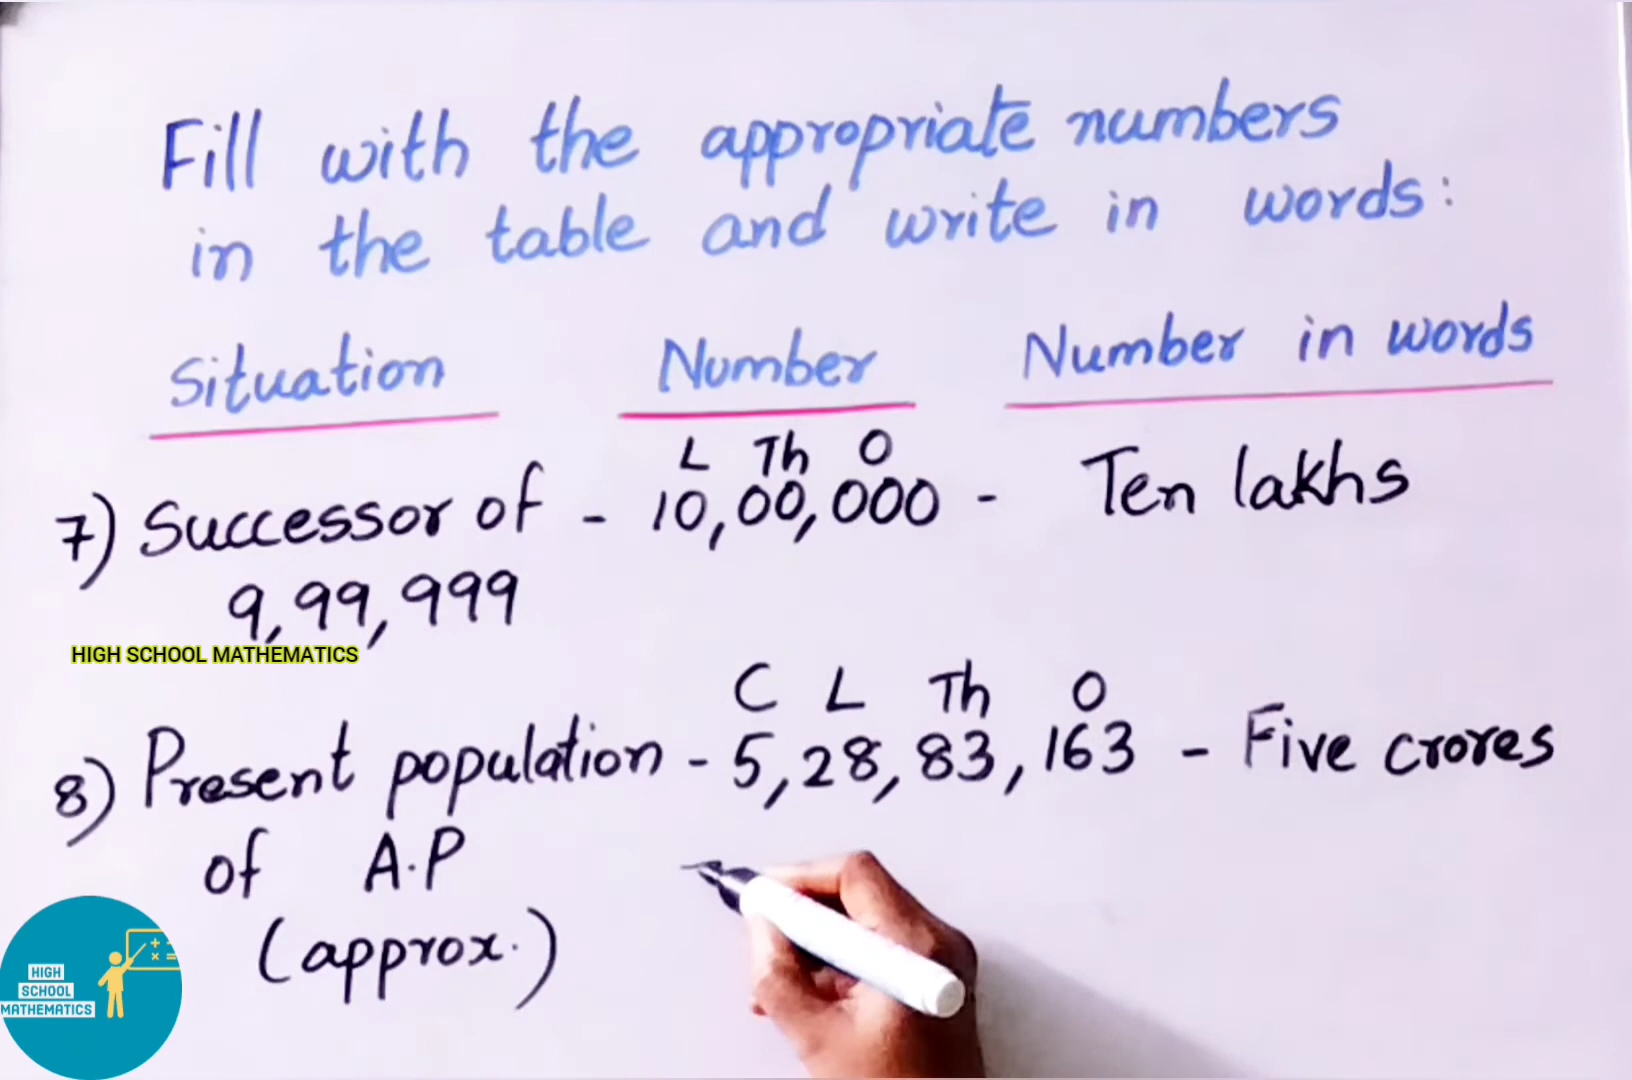 Fill with the appropriate numbers
in the table and write in words:
Situation Number Number in words
L Th O
7) Successor of - 10,00,000 - Ten lakhs
9,99,999
HIGH SCHOOL MATHEMATICS
C L Th O
8) Present population - 5,28,83,163 - Five crores
of A.P
(approx.)
HIGH
SCHOOL
MATHEMATICS